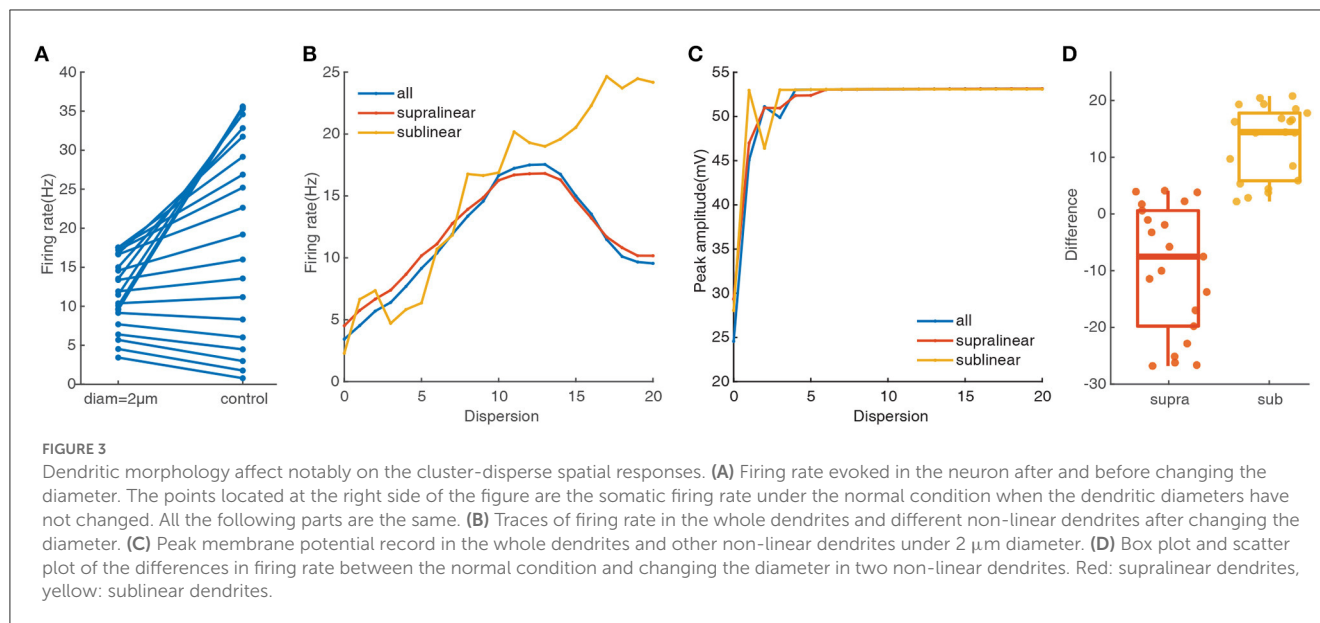 A
Firing rate(Hz)
40
35
30
25
20
15
10
5
0
diam=2μm
control
B
Firing rate(Hz)
25
20
15
10
5
0
all
supralinear
sublinear
0
5
10
15
20
Dispersion
C
Peak amplitude(mV)
55
50
45
40
35
30
25
20
all
supralinear
sublinear
0
5
10
15
20
Dispersion
D
Difference
20
10
0
-10
-20
-30
supra
sub
FIGURE 3
Dendritic morphology affect notably on the cluster-disperse spatial responses. (A) Firing rate evoked in the neuron after and before changing the
diameter. The points located at the right side of the figure are the somatic firing rate under the normal condition when the dendritic diameters have
not changed. All the following parts are the same. (B) Traces of firing rate in the whole dendrites and different non-linear dendrites after changing the
diameter. (C) Peak membrane potential record in the whole dendrites and other non-linear dendrites under 2 μm diameter. (D) Box plot and scatter
plot of the differences in firing rate between the normal condition and changing the diameter in two non-linear dendrites. Red: supralinear dendrites,
yellow: sublinear dendrites.